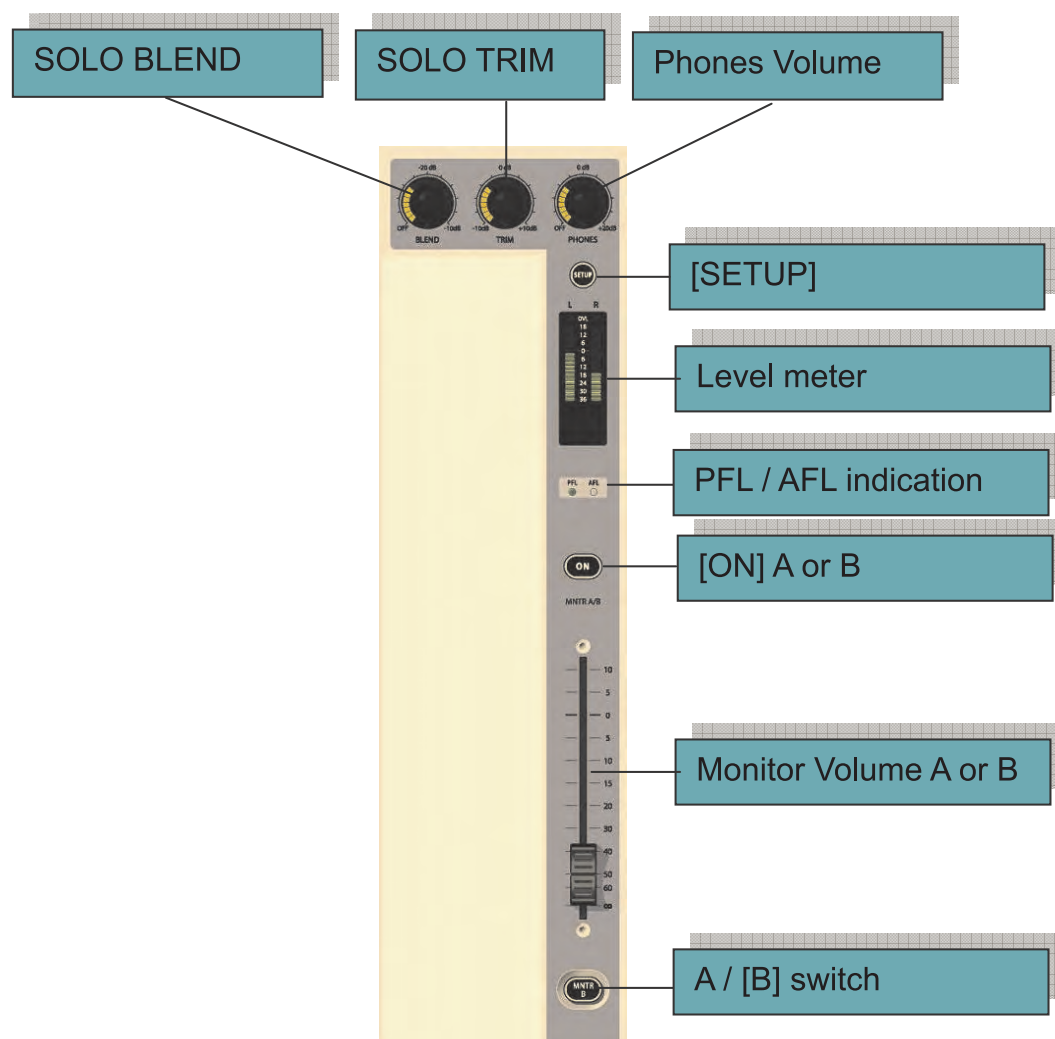 SOLO BLEND
SOLO TRIM
Phones Volume
-20 dB
0 dB
0 dB
OFF
-10dB
-10dB
+10dB
OFF
+20dB
BLEND
TRIM
PHONES
SETUP
[SETUP]
L R
OVL
18
12
6
0
6
12
18
24
30
36
Level meter
PFL AFL
PFL / AFL indication
ON
[ON] A or B
MNTR A/B
10
5
0
5
10
15
20
30
40
50
60
∞
Monitor Volume A or B
MNTR
B
A / [B] switch